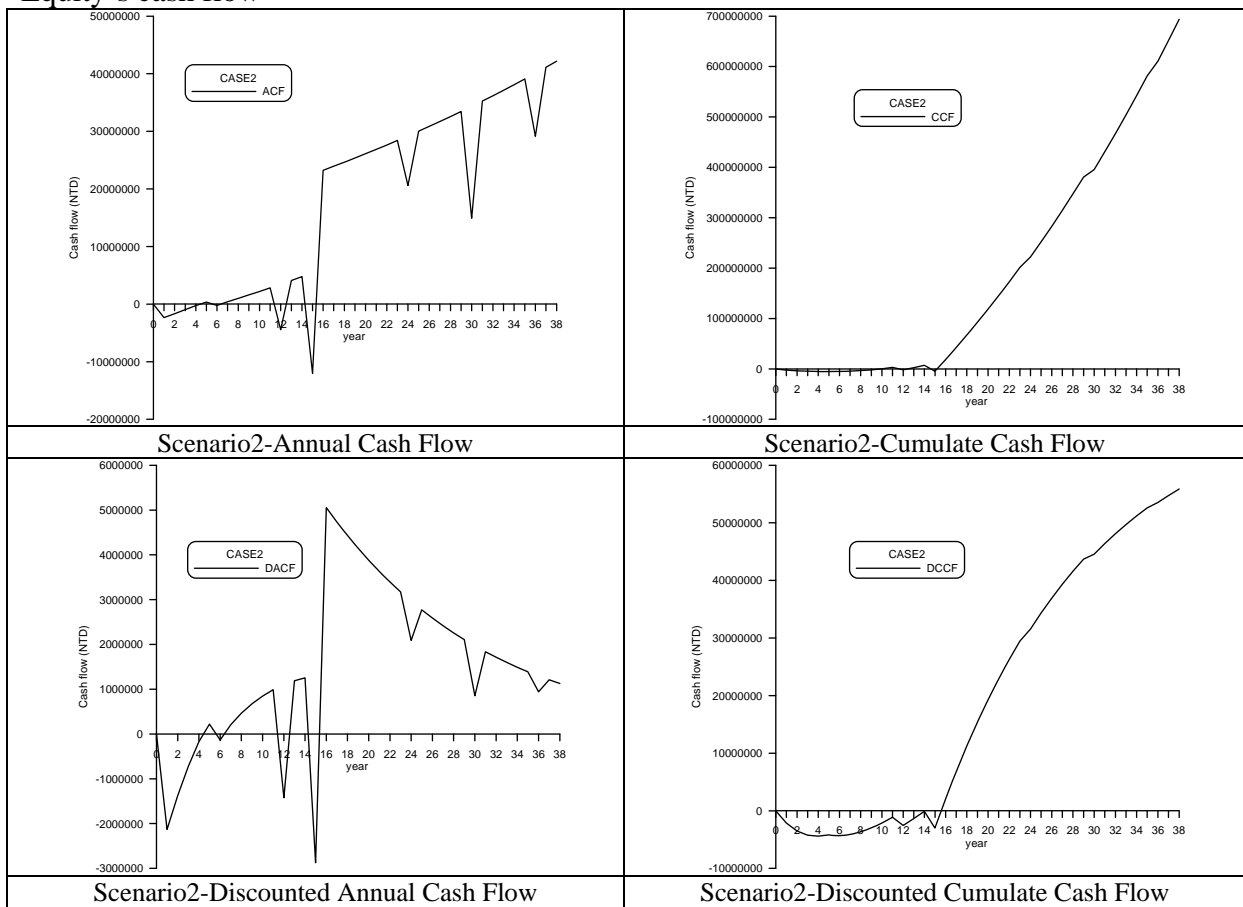 Equity's cash flow
50000000
40000000
30000000
20000000
10000000
0
-10000000
-20000000
Cash flow (NTD)
CASE2
ACF
0 2 4 6 8 10 12 14 16 18 20 22 24 26 28 30 32 34 36 38
year
Scenario2-Annual Cash Flow
700000000
600000000
500000000
400000000
300000000
200000000
100000000
0
-100000000
Cash flow (NTD)
CASE2
CCF
0 2 4 6 8 10 12 14 16 18 20 22 24 26 28 30 32 34 36 38
year
Scenario2-Cumulate Cash Flow
6000000
5000000
4000000
3000000
2000000
1000000
0
-1000000
-2000000
-3000000
Cash flow (NTD)
CASE2
DACF
0 2 4 6 8 10 12 14 16 18 20 22 24 26 28 30 32 34 36 38
year
Scenario2-Discounted Annual Cash Flow
60000000
50000000
40000000
30000000
20000000
10000000
0
-10000000
Cash flow (NTD)
CASE2
DCCF
0 2 4 6 8 10 12 14 16 18 20 22 24 26 28 30 32 34 36 38
year
Scenario2-Discounted Cumulate Cash Flow